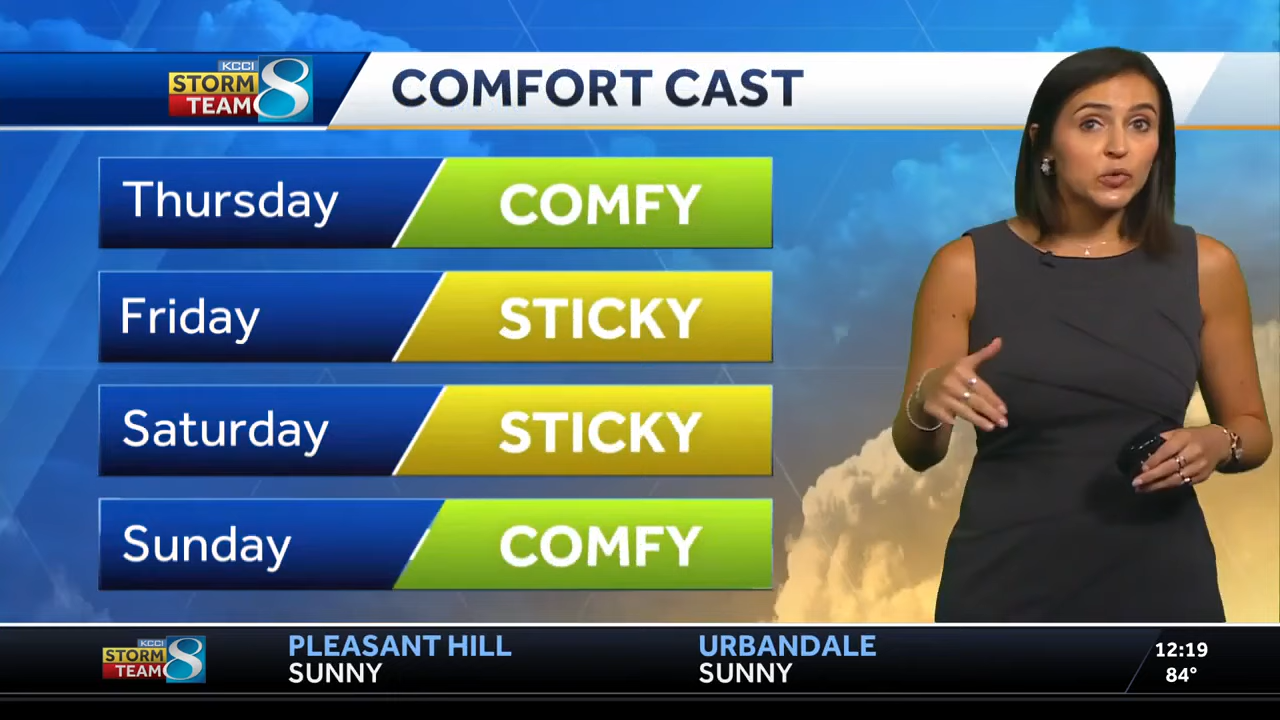 KCCI
STORM
TEAM 8
COMFORT CAST
Thursday COMFY
Friday STICKY
Saturday STICKY
Sunday COMFY
KCCI
STORM
TEAM 8
PLEASANT HILL
SUNNY
URBANDALE
SUNNY
12:19
84°